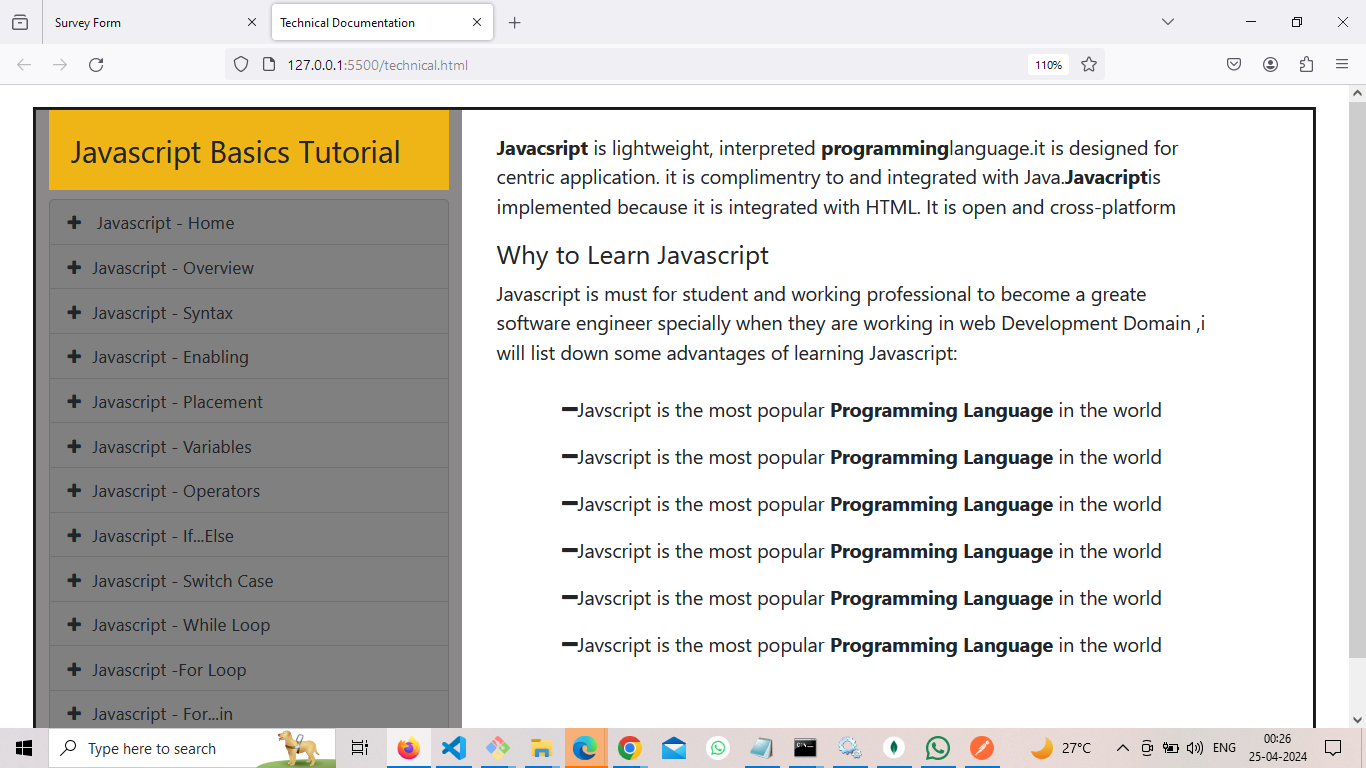 Survey Form
Technical Documentation
127.0.0.1:5500/technical.html
110%
Javascript Basics Tutorial
Javascript - Home
Javascript - Overview
Javascript - Syntax
Javascript - Enabling
Javascript - Placement
Javascript - Variables
Javascript - Operators
Javascript - If...Else
Javascript - Switch Case
Javascript - While Loop
Javascript -For Loop
Javascript - For...in
Javacsript is lightweight, interpreted programminglanguage.it is designed for
centric application. it is complimentry to and integrated with Java.Javacriptis
implemented because it is integrated with HTML. It is open and cross-platform
Why to Learn Javascript
Javascript is must for student and working professional to become a greate
software engineer specially when they are working in web Development Domain ,i
will list down some advantages of learning Javascript:
Javscript is the most popular Programming Language in the world
Javscript is the most popular Programming Language in the world
Javscript is the most popular Programming Language in the world
Javscript is the most popular Programming Language in the world
Javscript is the most popular Programming Language in the world
Javscript is the most popular Programming Language in the world
Type here to search
27°C
ENG
00:26
25-04-2024